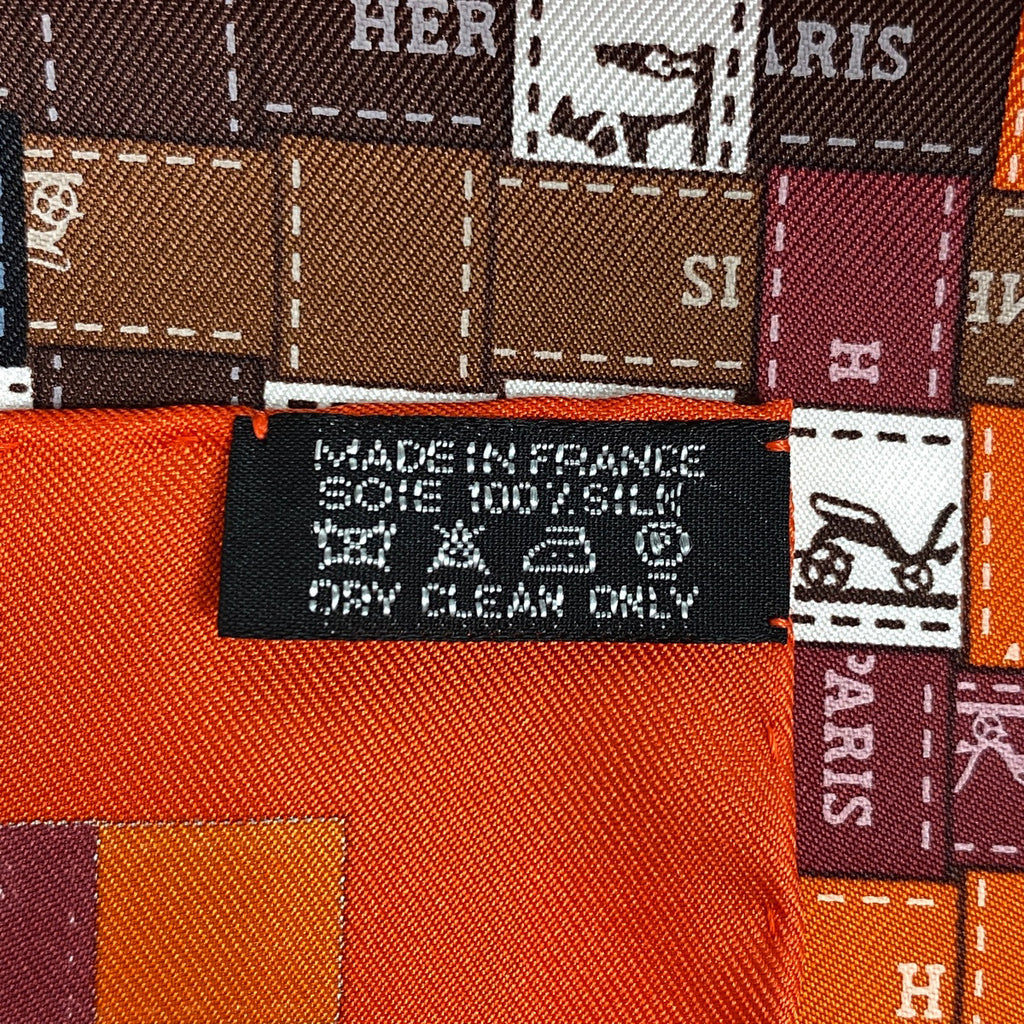 HER
ARIS
SI
H
MADE IN FRANCE
SOIE 100% SILK
DRY CLEAN ONLY
PARIS
H